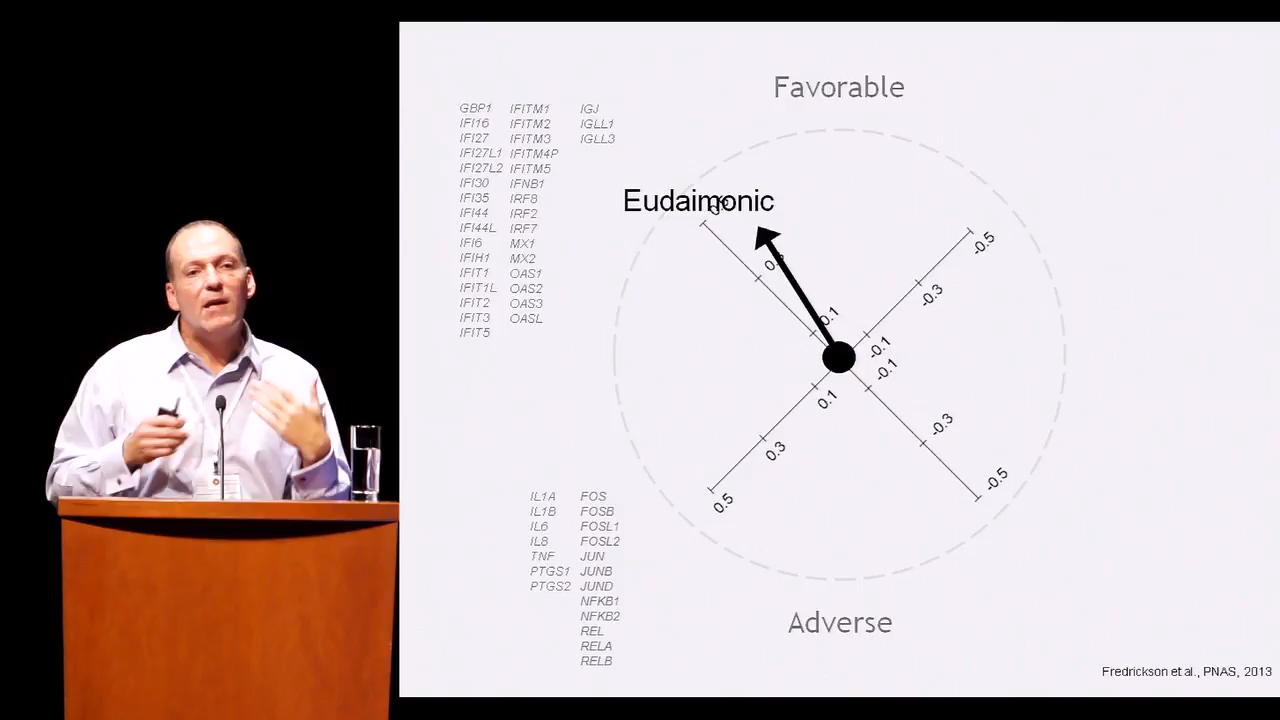 Favorable
GBP1 IFITM1 IGJ
IFI16 IFITM2 IGLL1
IFI27 IFITM3 IGLL3
IFI27L1 IFITM4P
IFI27L2 IFITM5
IFI30 IFNB1
IFI35 IRF8
IFI44 IRF2
IFI44L IRF7
IFI6 MX1
IFIH1 MX2
IFIT1 OAS1
IFIT1L OAS2
IFIT2 OAS3
IFIT3 OASL
IFIT5
Eudaimonic
-0.5
-0.3
0.1
-0.1
-0.1
0.1
-0.3
0.3
-0.5
0.5
IL1A FOS
IL1B FOSB
IL6 FOSL1
IL8 FOSL2
TNF JUN
PTGS1 JUNB
PTGS2 JUND
NFKB1
NFKB2
REL
RELA
RELB
Adverse
Fredrickson et al., PNAS, 2013